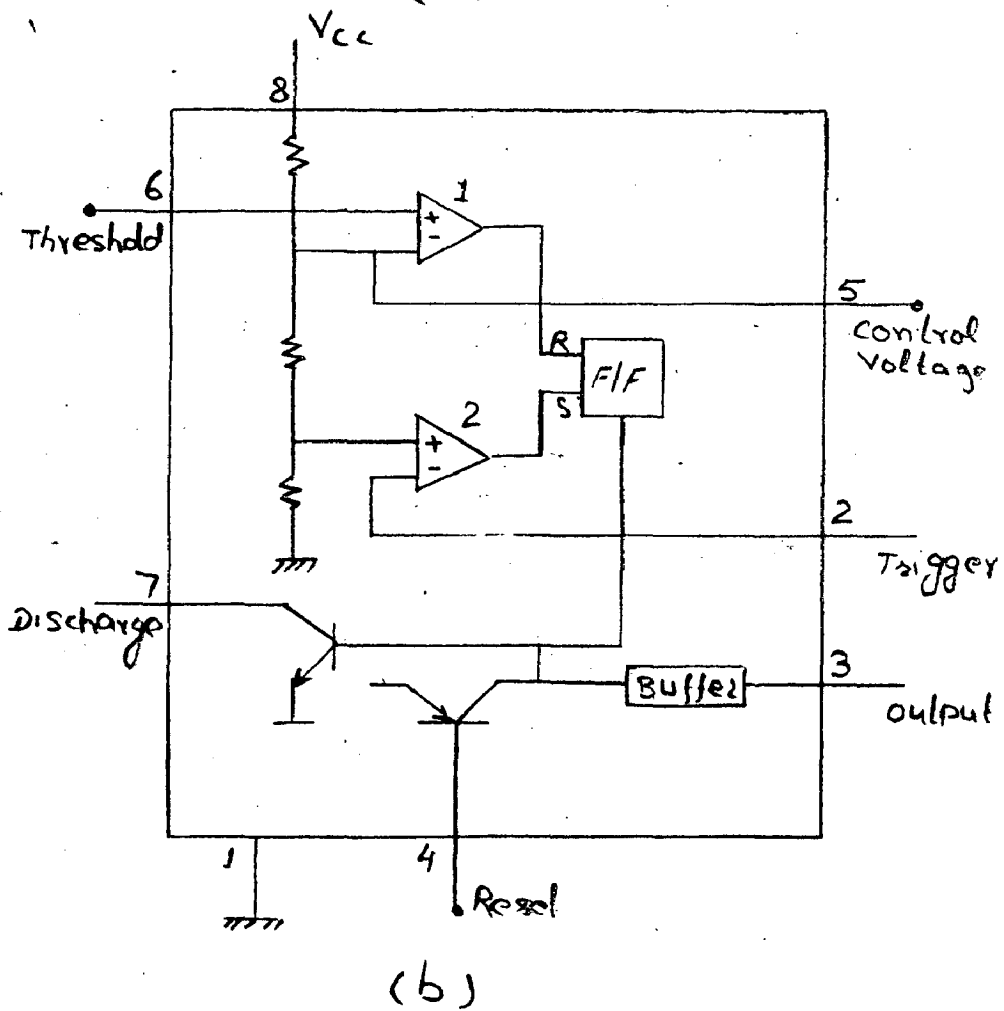 Vcc
8
6
Threshold
1
+
-
5
Control
Voltage
R
F/F
S
2
+
-
2
Trigger
7
Discharge
3
Buffer
output
1
4
Reset
(b)